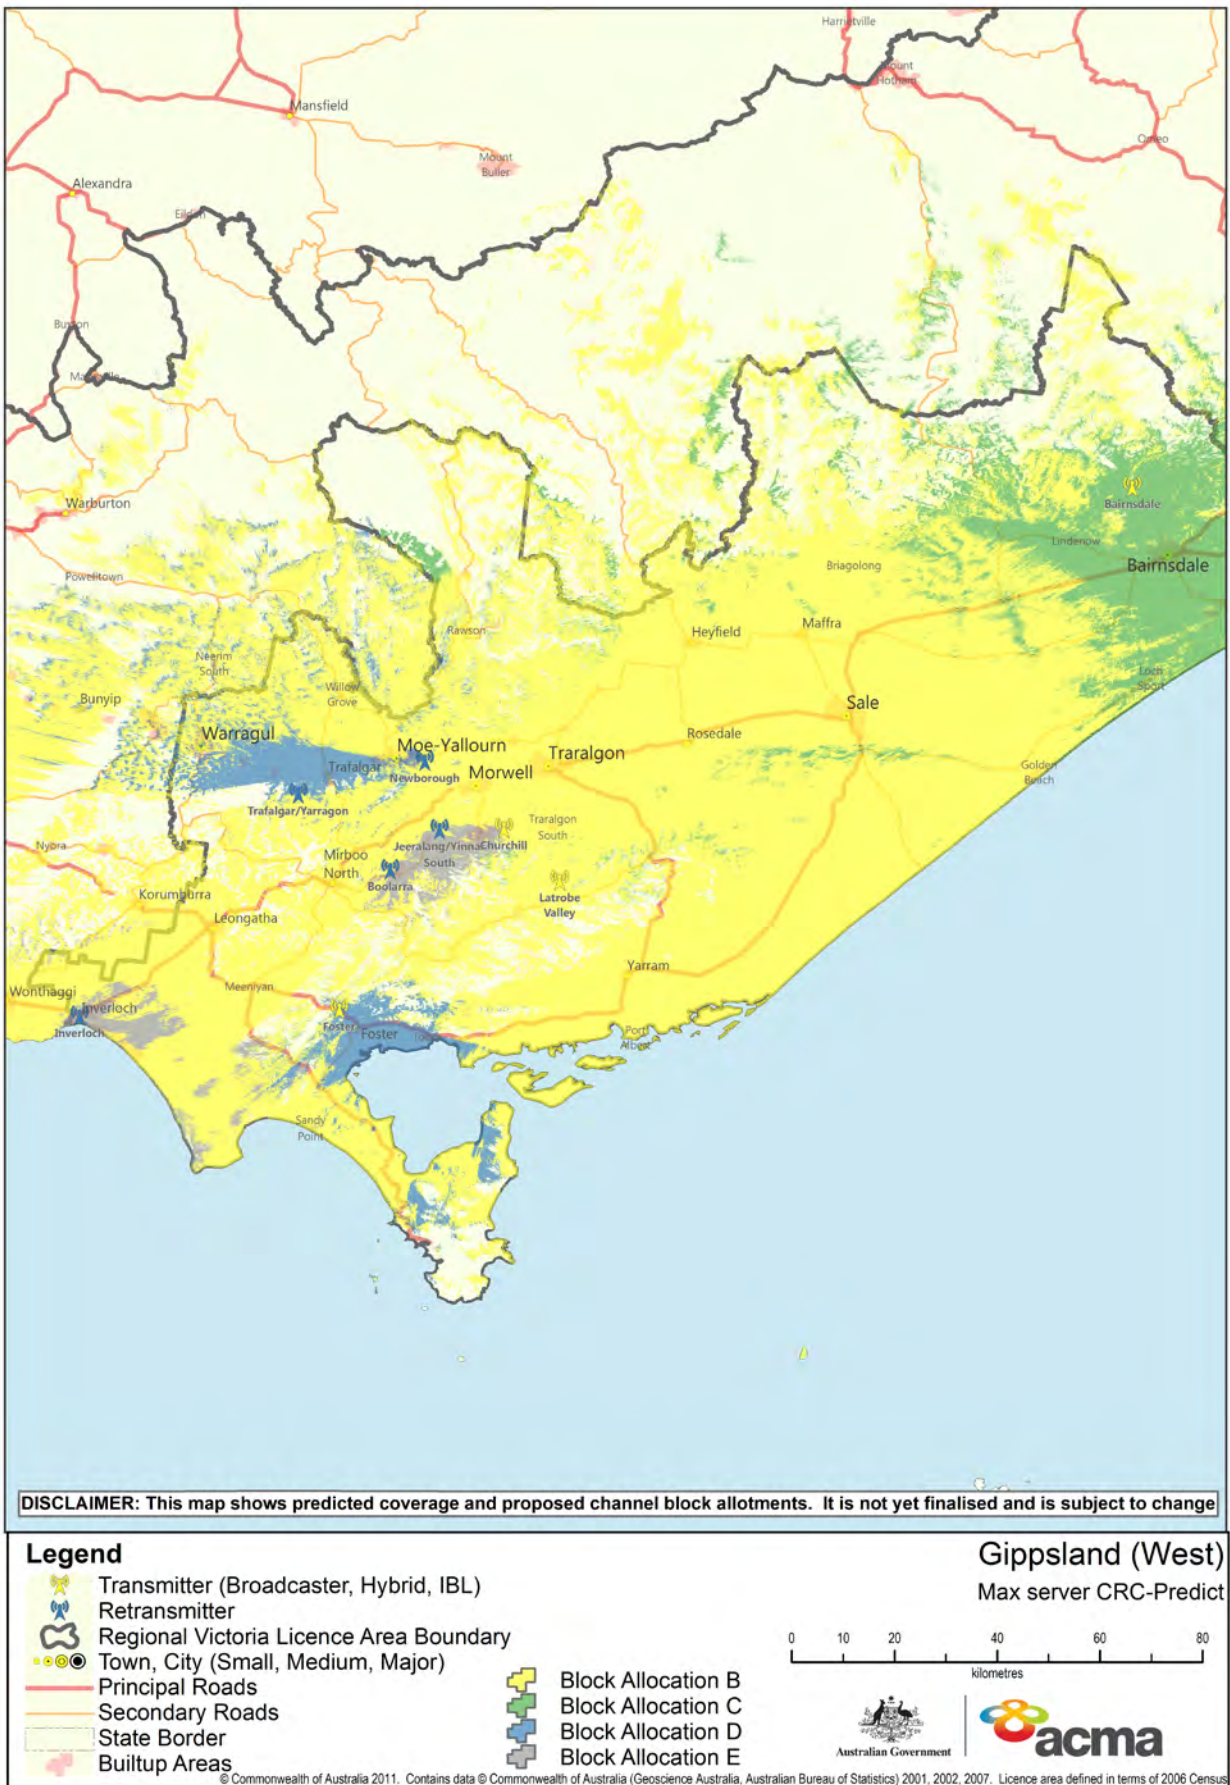 Harrietville
Mount
Hotham
Mansfield
Omeo
Mount
Buller
Alexandra
Eildon
Buxton
Warburton
Bairnsdale
Lindenow
Bairnsdale
Briagolong
Powelltown
Rawson
Heyfield
Maffra
Neerim
South
Willow
Grove
Loch
Sport
Bunyip
Sale
Warragul
Rosedale
Moe-Yallourn
Traralgon
Trafalgar
Newborough
Morwell
Golden
Beach
Trafalgar/Yarragon
Traralgon
South
Nyora
Jeeralang/Yinnar
South
Churchill
Mirboo
North
Boolarra
Korumburra
Latrobe
Valley
Leongatha
Yarram
Wonthaggi
Meeniyan
Inverloch
Inverloch
Foster
Foster
Port
Albert
Sandy
Point
DISCLAIMER: This map shows predicted coverage and proposed channel block allotments. It is not yet finalised and is subject to change
Legend
Transmitter (Broadcaster, Hybrid, IBL)
Retransmitter
Regional Victoria Licence Area Boundary
Town, City (Small, Medium, Major)
Principal Roads
Secondary Roads
State Border
Builtup Areas
Block Allocation B
Block Allocation C
Block Allocation D
Block Allocation E
Gippsland (West)
Max server CRC-Predict
0 10 20 40 60 80
kilometres
Australian Government
acma
© Commonwealth of Australia 2011. Contains data © Commonwealth of Australia (Geoscience Australia, Australian Bureau of Statistics) 2001, 2002, 2007. Licence area defined in terms of 2006 Census